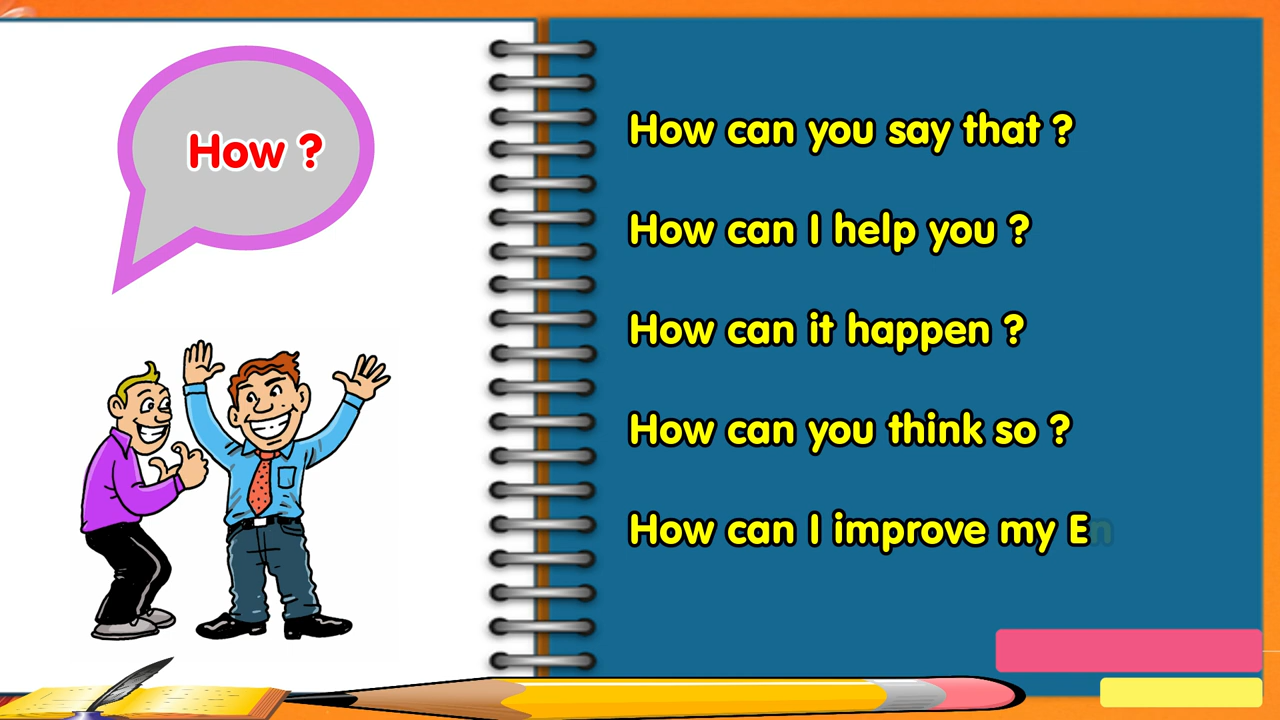 How ?
How can you say that ?
How can I help you ?
How can it happen ?
How can you think so ?
How can I improve my En